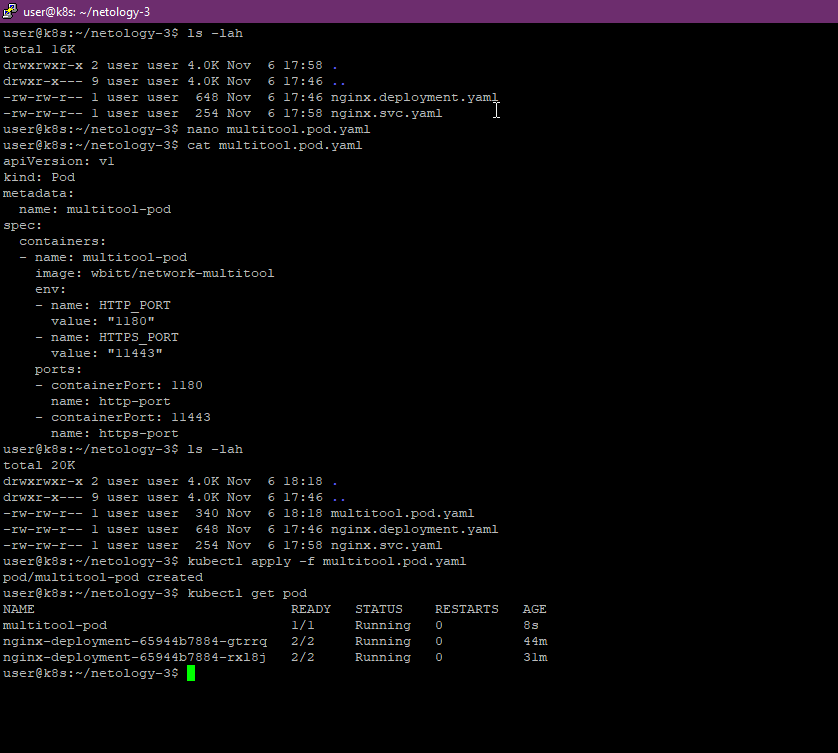 user@k8s: ~/netology-3
user@k8s:~/netology-3$ ls -lah
total 16K
drwxrwxr-x 2 user user 4.0K Nov  6 17:58 .
drwxr-x--- 9 user user 4.0K Nov  6 17:46 ..
-rw-rw-r-- 1 user user  648 Nov  6 17:46 nginx.deployment.yaml
-rw-rw-r-- 1 user user  254 Nov  6 17:58 nginx.svc.yaml
user@k8s:~/netology-3$ nano multitool.pod.yaml
user@k8s:~/netology-3$ cat multitool.pod.yaml
apiVersion: v1
kind: Pod
metadata:
  name: multitool-pod
spec:
  containers:
  - name: multitool-pod
    image: wbitt/network-multitool
    env:
    - name: HTTP_PORT
      value: "1180"
    - name: HTTPS_PORT
      value: "11443"
    ports:
    - containerPort: 1180
      name: http-port
    - containerPort: 11443
      name: https-port
user@k8s:~/netology-3$ ls -lah
total 20K
drwxrwxr-x 2 user user 4.0K Nov  6 18:18 .
drwxr-x--- 9 user user 4.0K Nov  6 17:46 ..
-rw-rw-r-- 1 user user  340 Nov  6 18:18 multitool.pod.yaml
-rw-rw-r-- 1 user user  648 Nov  6 17:46 nginx.deployment.yaml
-rw-rw-r-- 1 user user  254 Nov  6 17:58 nginx.svc.yaml
user@k8s:~/netology-3$ kubectl apply -f multitool.pod.yaml
pod/multitool-pod created
user@k8s:~/netology-3$ kubectl get pod
NAME                                READY   STATUS    RESTARTS   AGE
multitool-pod                       1/1     Running   0          8s
nginx-deployment-65944b7884-gtrrq   2/2     Running   0          44m
nginx-deployment-65944b7884-rxl8j   2/2     Running   0          31m
user@k8s:~/netology-3$